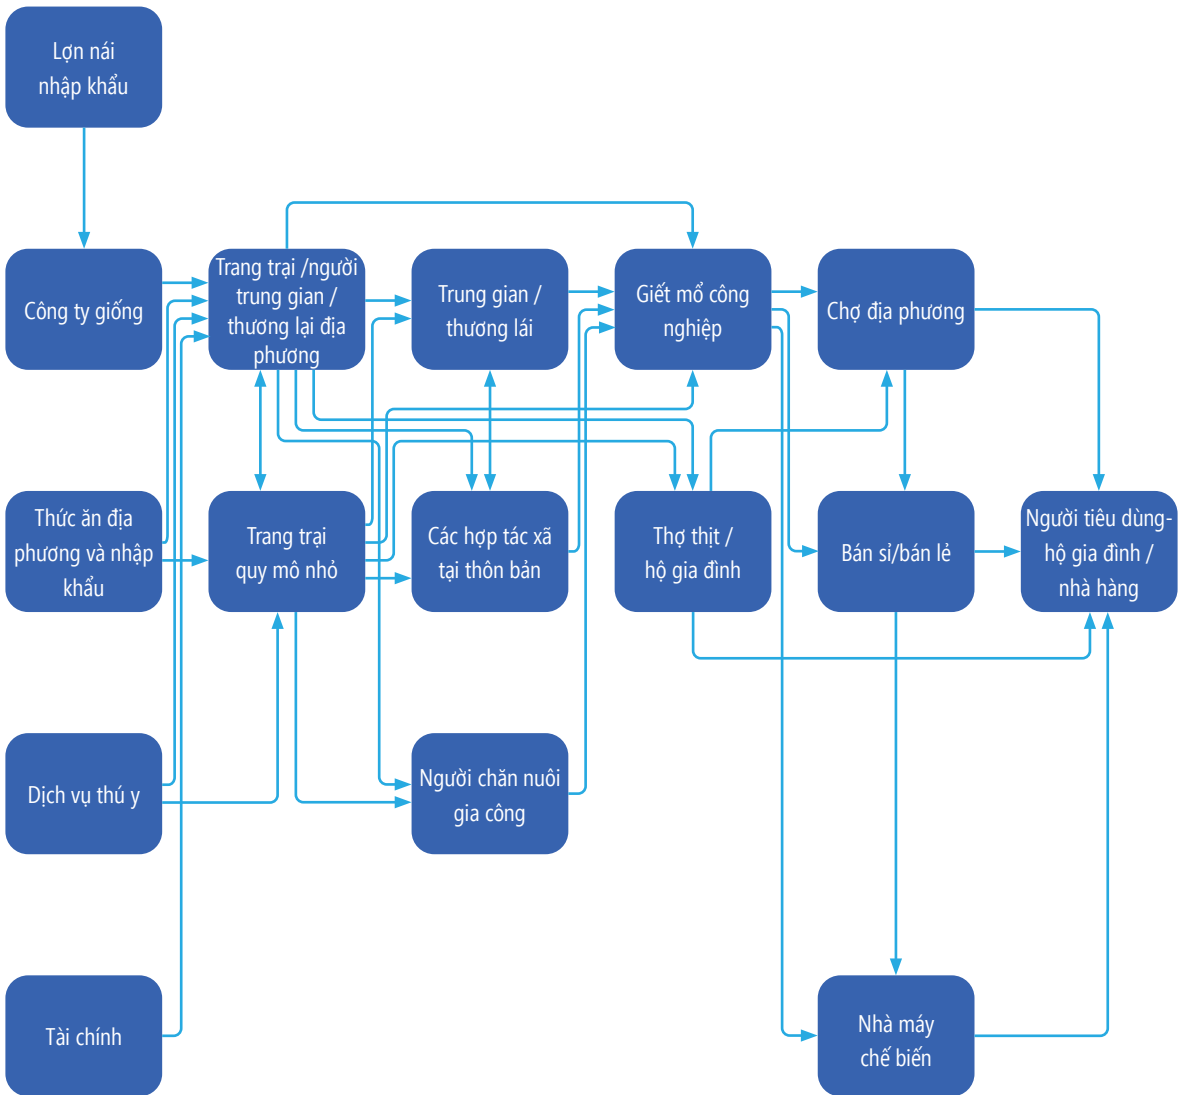 Lợn nái
nhập khẩu
Công ty giống
Trang trại /người
trung gian /
thương lại địa
phương
Trung gian /
thương lái
Giết mổ công
nghiệp
Chợ địa phương
Thức ăn địa
phương và nhập
khẩu
Trang trại
quy mô nhỏ
Các hợp tác xã
tại thôn bản
Thợ thịt /
hộ gia đình
Bán sỉ/bán lẻ
Người tiêu dùng-
hộ gia đình /
nhà hàng
Dịch vụ thú y
Người chăn nuôi
gia công
Tài chính
Nhà máy
chế biến